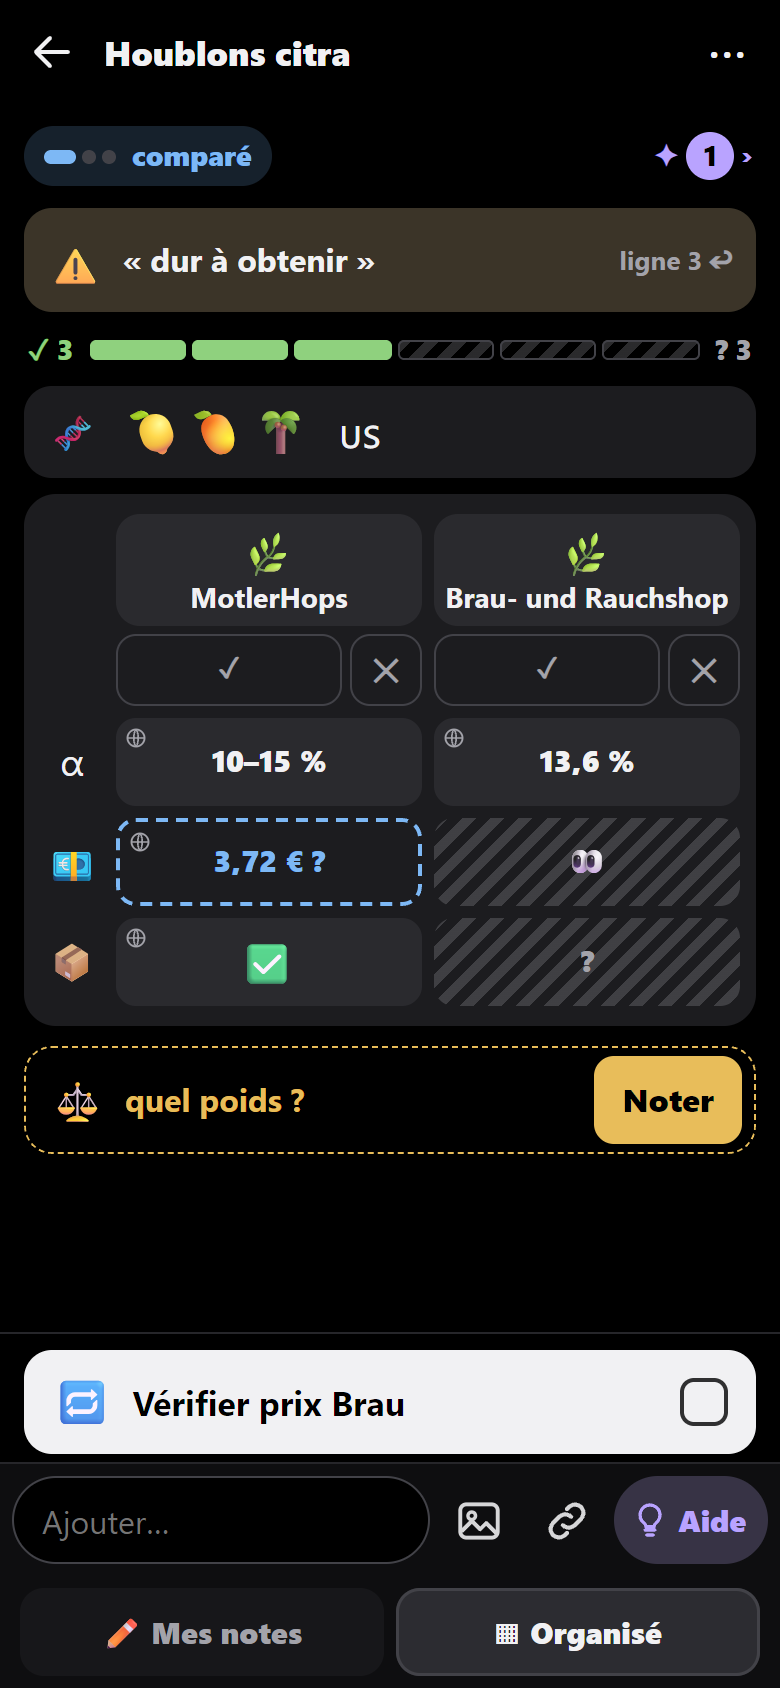 Houblons citra
comparé
1
« dur à obtenir »
ligne 3
✓ 3
? 3
US
MotlerHops
Brau- und Rauchshop
α
10–15 %
13,6 %
3,72 € ?
?
quel poids ?
Noter
Vérifier prix Brau
Ajouter...
Aide
Mes notes
Organisé